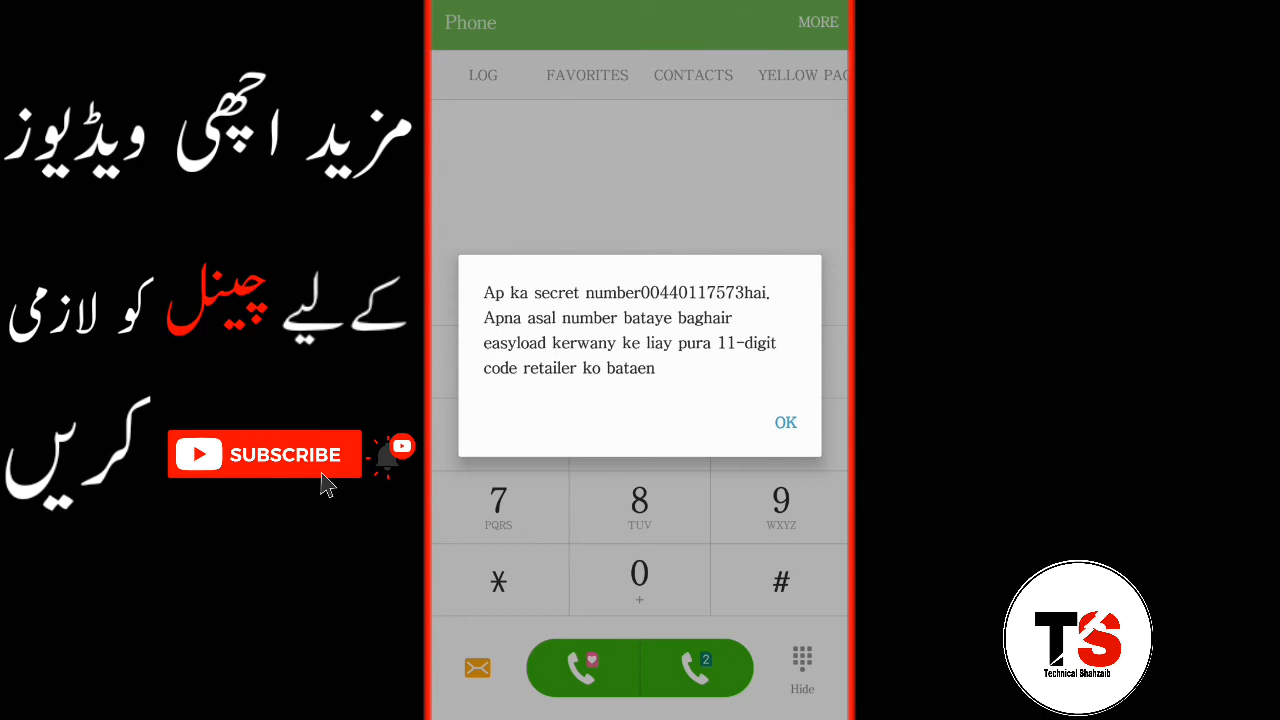 مزید اچھی ویڈیوز
کے لیے چینل کو لازمی
کریں
SUBSCRIBE
Phone
MORE
LOG FAVORITES CONTACTS YELLOW PAG
Ap ka secret number00440117573hai.
Apna asal number bataye baghair
easyload kerwany ke liay pura 11-digit
code retailer ko bataen
OK
7 8 9
PQRS TUV WXYZ
* 0 #
+
2
Hide
TS
Technical Shahzaib